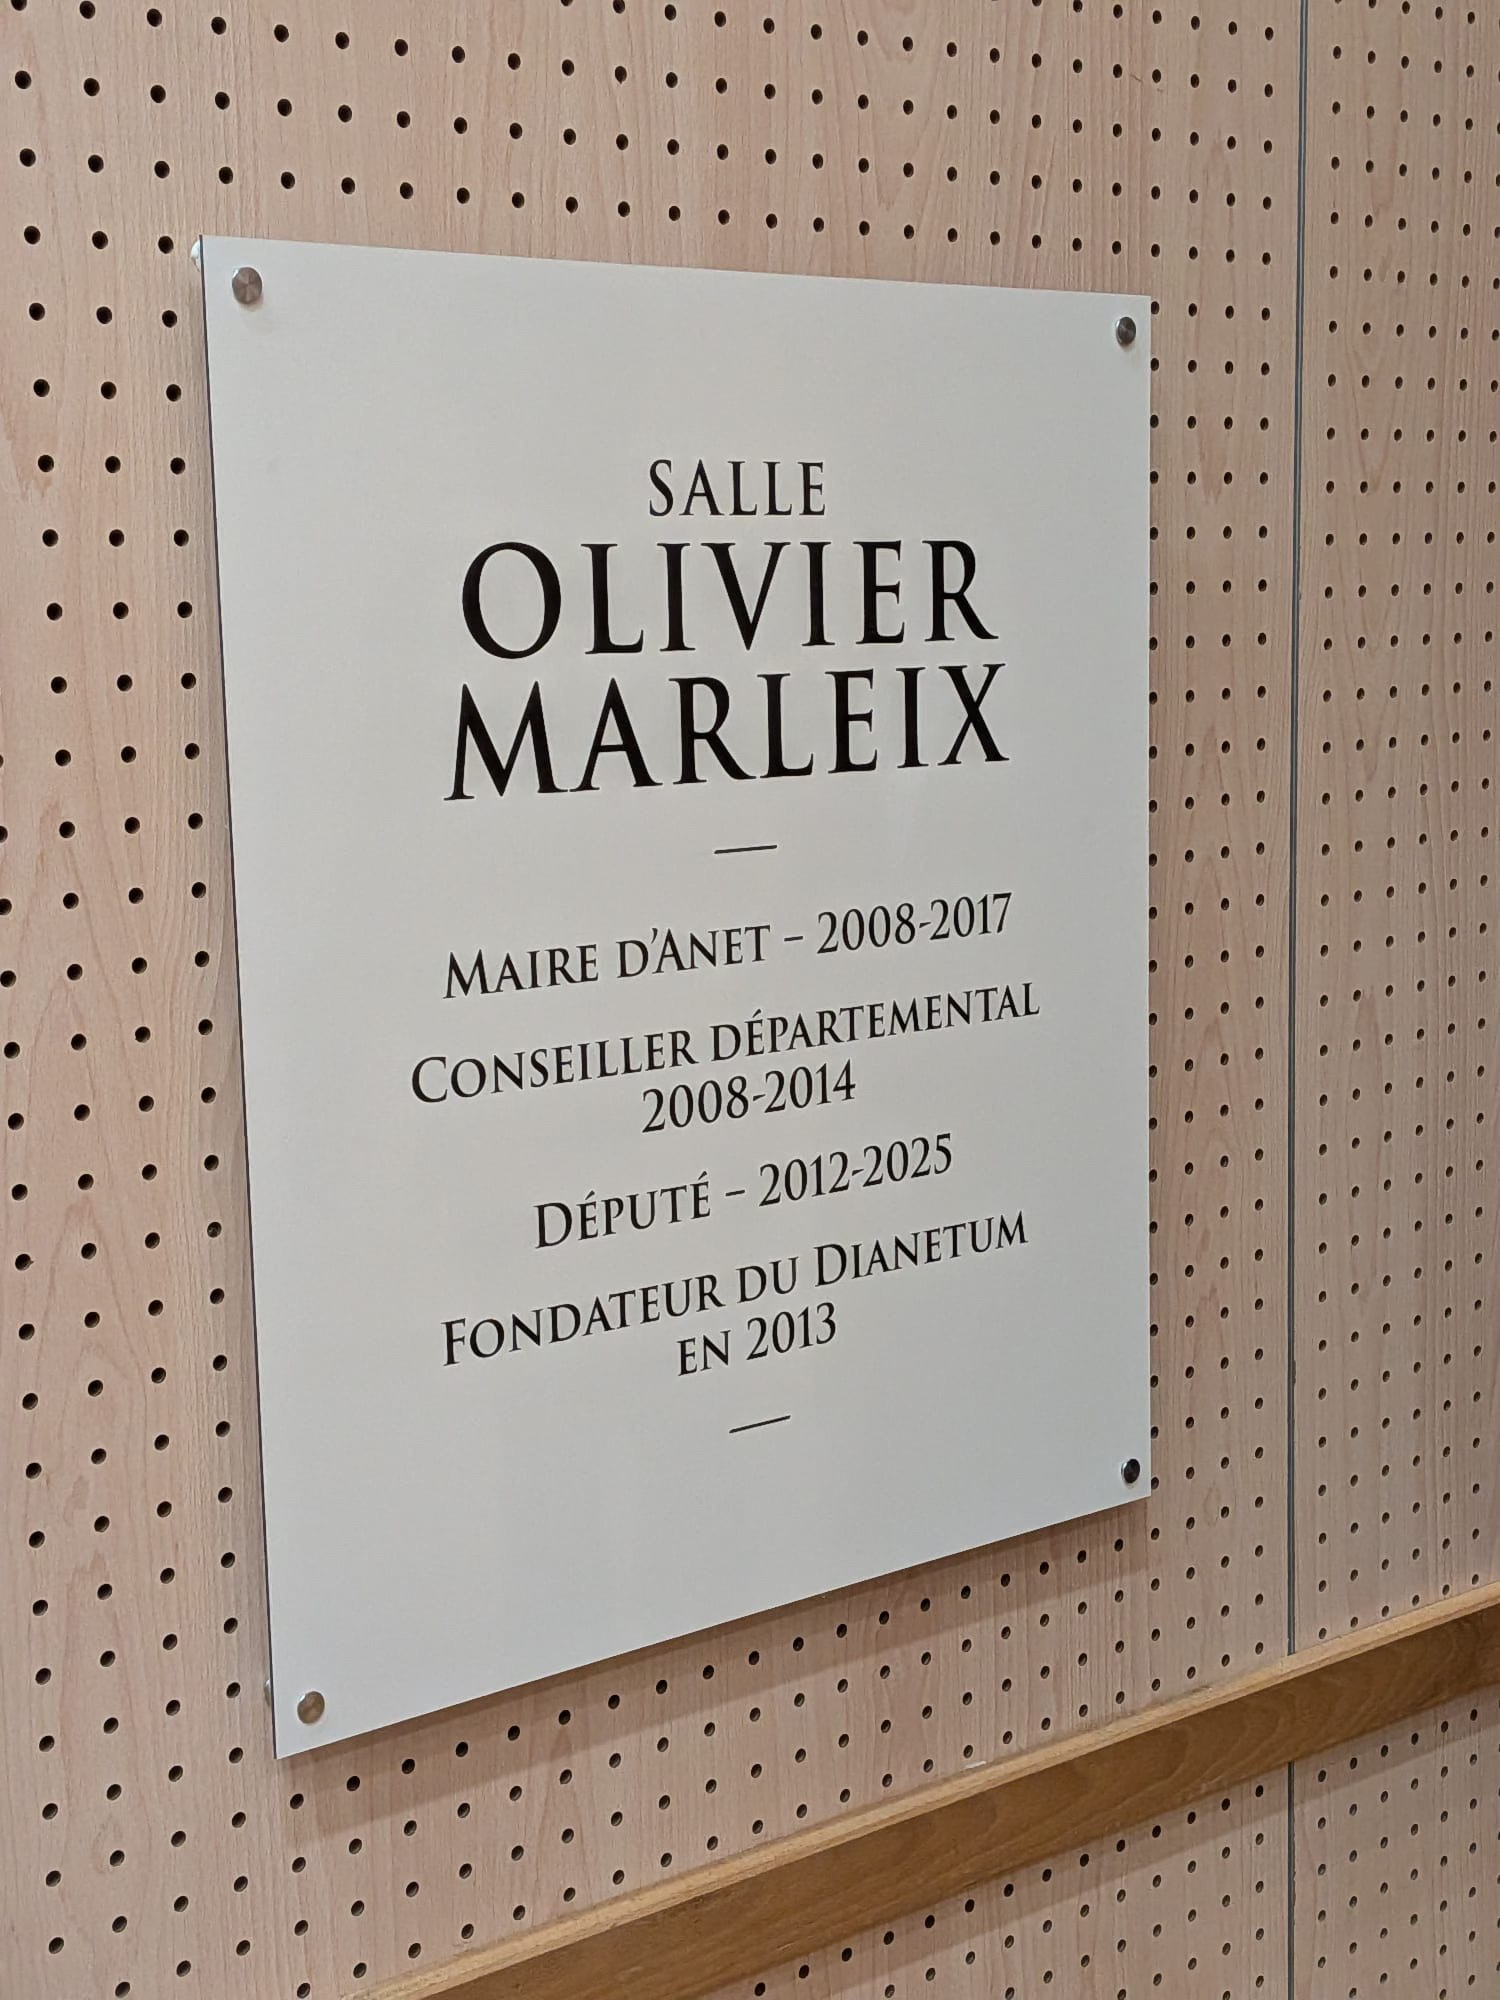 SALLE
OLIVIER
MARLEIX
—
MAIRE D'ANET – 2008-2017
CONSEILLER DÉPARTEMENTAL
2008-2014
DÉPUTÉ – 2012-2025
FONDATEUR DU DIANETUM
EN 2013
—